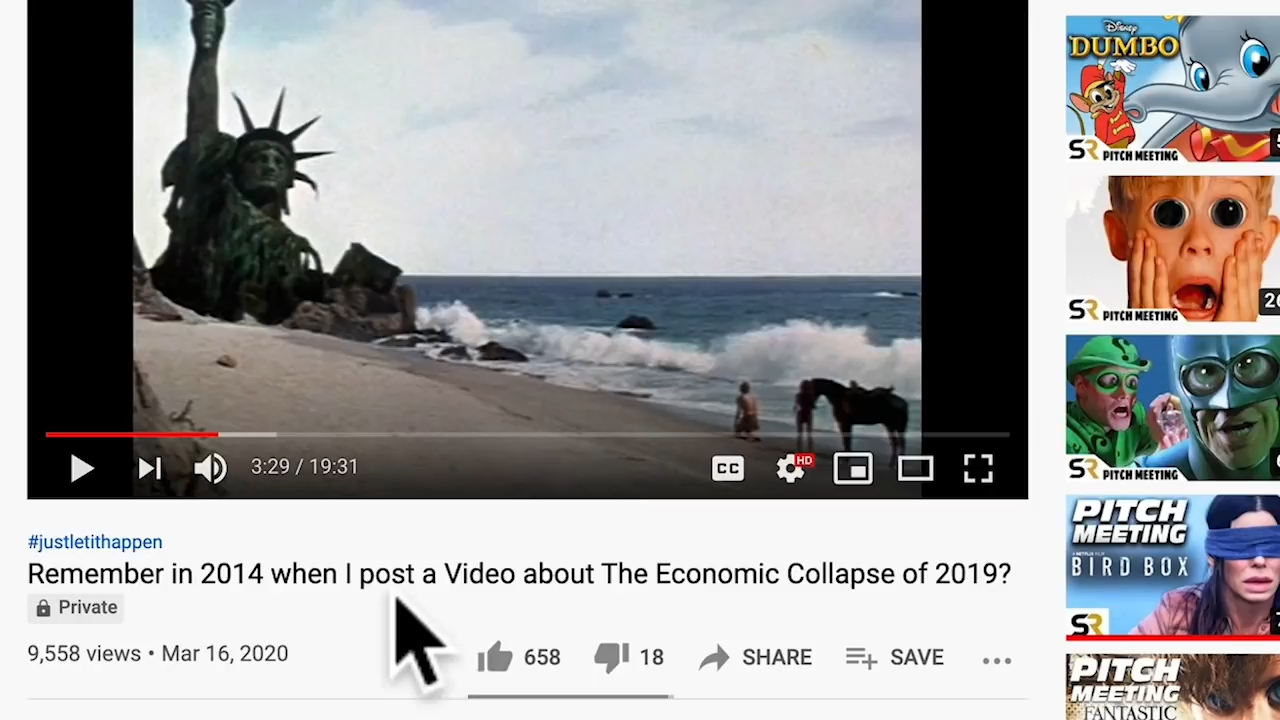 3:29 / 19:31
CC
HD
#justletithappen
Remember in 2014 when I post a Video about The Economic Collapse of 2019?
Private
9,558 views • Mar 16, 2020
658
18
SHARE
SAVE
Disney
DUMBO
SR PITCH MEETING
SR PITCH MEETING
SR PITCH MEETING
PITCH
MEETING
BIRD BOX
SR
PITCH
MEETING
FANTASTIC